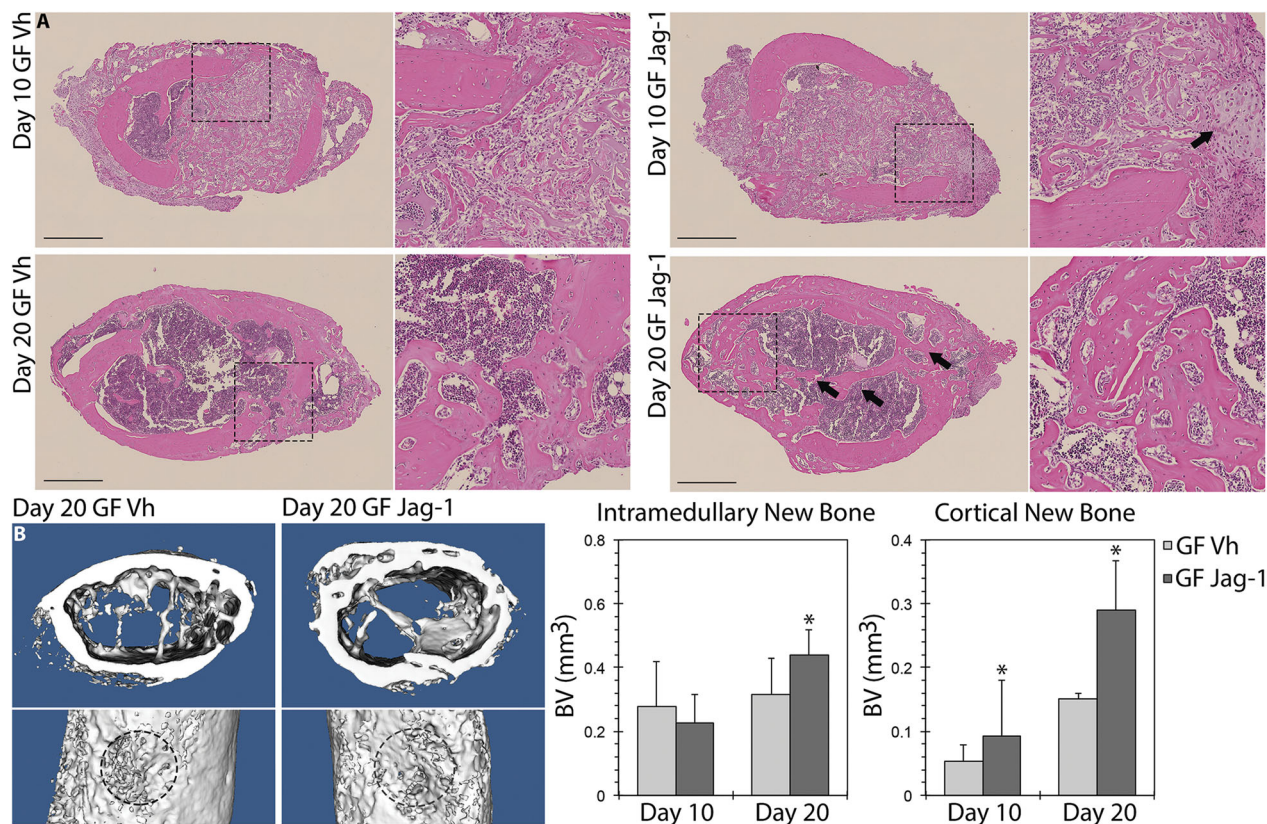 A
Day 10 GF Vh
Day 10 GF Jag-1
Day 20 GF Vh
Day 20 GF Jag-1
Day 20 GF Vh
Day 20 GF Jag-1
B
Intramedullary New Bone
BV (mm³)
0.8
0.6
0.4
0.2
0
*
Day 10
Day 20
Cortical New Bone
BV (mm³)
0.4
0.3
0.2
0.1
0
*
*
Day 10
Day 20
GF Vh
GF Jag-1